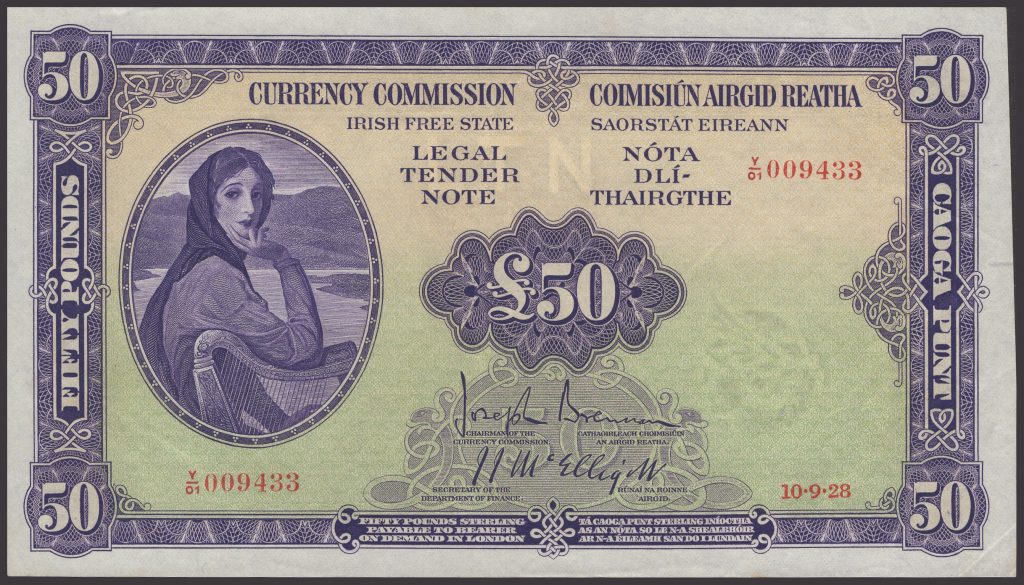 50
50
CURRENCY COMMISSION
COIMISIÚN AIRGID REATHA
IRISH FREE STATE
SAORSTÁT EIREANN
LEGAL
TENDER
NOTE
NÓTA
DLÍ-
THAIRGTHE
Y/01 009433
FIFTY POUNDS
£50
CAOGA PUNT
Joseph Brennan
CHAIRMAN OF THE
CURRENCY COMMISSION.
CATHAOIRLEACH CHOIMISIÚN
AN AIRGID REATHA.
J J McElligott
SECRETARY OF THE
DEPARTMENT OF FINANCE.
RÚNAÍ NA ROINNE
AIRGID.
Y/01 009433
10·9·28
50
50
FIFTY POUNDS STERLING
PAYABLE TO BEARER
ON DEMAND IN LONDON
TÁ CAOGA PUNT STERLING INÍOCTHA
AS AN NÓTA SO LE N-A SHEALBHÓIR
AR N-A ÉILEAMH SAN DO I LUNDAIN